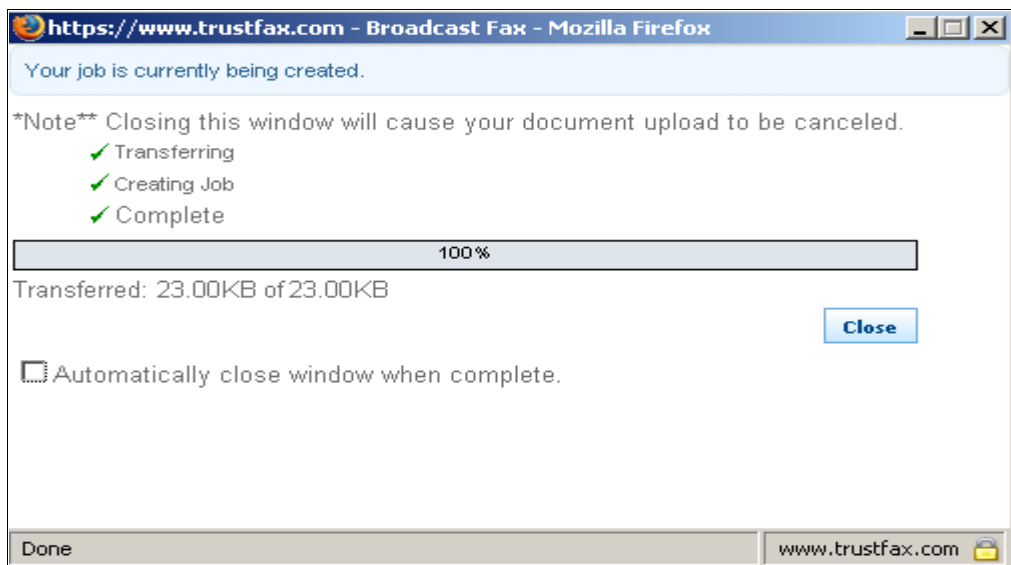 https://www.trustfax.com - Broadcast Fax - Mozilla Firefox
Your job is currently being created.
*Note** Closing this window will cause your document upload to be canceled.
Transferring
Creating Job
Complete
100%
Transferred: 23.00KB of 23.00KB
Close
Automatically close window when complete.
Done
www.trustfax.com